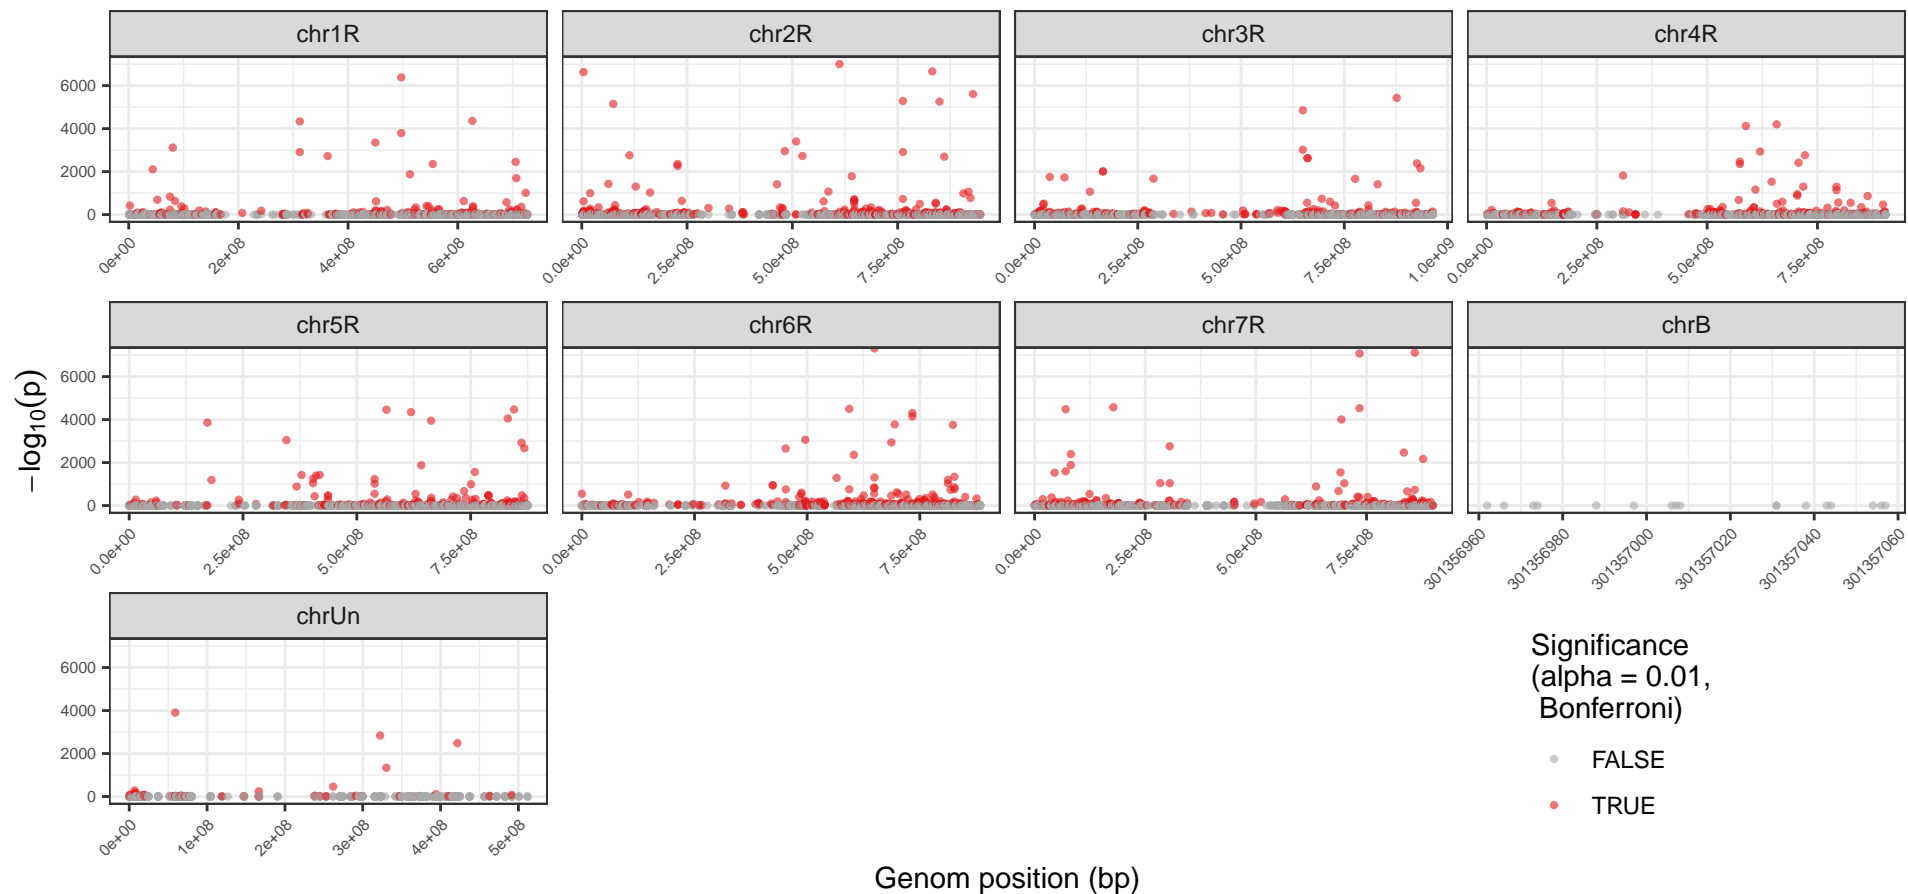 chr1R chr2R chr3R chr4R
6000
4000
2000
0
0e+00 2e+08 4e+08 6e+08 0.0e+00 2.5e+08 5.0e+08 7.5e+08 0.0e+00 2.5e+08 5.0e+08 7.5e+08 1.0e+09 0.0e+00 2.5e+08 5.0e+08 7.5e+08
chr5R chr6R chr7R chrB
6000
4000
2000
0
0.0e+00 2.5e+08 5.0e+08 7.5e+08 0.0e+00 2.5e+08 5.0e+08 7.5e+08 0.0e+00 2.5e+08 5.0e+08 7.5e+08 301356960 301356980 301357000 301357020 301357040 301357060
−log10(p)
chrUn
6000
4000
2000
0
0e+00 1e+08 2e+08 3e+08 4e+08 5e+08
Significance
(alpha = 0.01,
Bonferroni)
FALSE
TRUE
Genom position (bp)